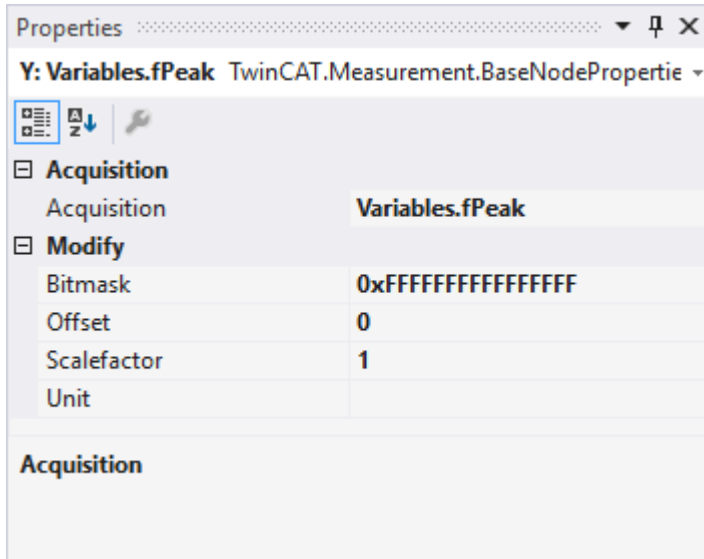 Properties
Y: Variables.fPeak TwinCAT.Measurement.BaseNodePropertie
Acquisition
Acquisition Variables.fPeak
Modify
Bitmask 0xFFFFFFFFFFFFFFFF
Offset 0
Scalefactor 1
Unit
Acquisition